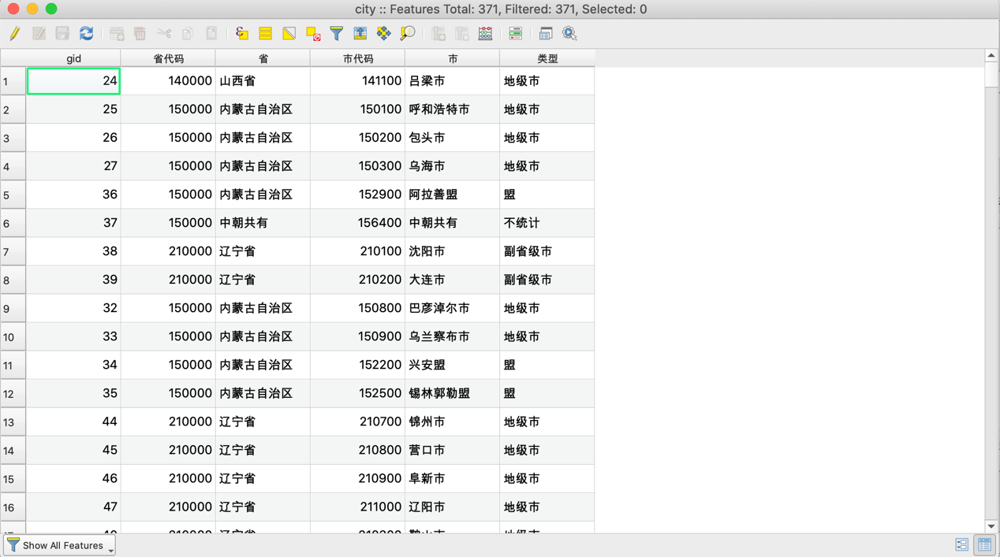 city :: Features Total: 371, Filtered: 371, Selected: 0
gid 省代码 省 市代码 市 类型
1 24 140000 山西省 141100 吕梁市 地级市
2 25 150000 内蒙古自治区 150100 呼和浩特市 地级市
3 26 150000 内蒙古自治区 150200 包头市 地级市
4 27 150000 内蒙古自治区 150300 乌海市 地级市
5 36 150000 内蒙古自治区 152900 阿拉善盟 盟
6 37 150000 中朝共有 156400 中朝共有 不统计
7 38 210000 辽宁省 210100 沈阳市 副省级市
8 39 210000 辽宁省 210200 大连市 副省级市
9 32 150000 内蒙古自治区 150800 巴彦淖尔市 地级市
10 33 150000 内蒙古自治区 150900 乌兰察布市 地级市
11 34 150000 内蒙古自治区 152200 兴安盟 盟
12 35 150000 内蒙古自治区 152500 锡林郭勒盟 盟
13 44 210000 辽宁省 210700 锦州市 地级市
14 45 210000 辽宁省 210800 营口市 地级市
15 46 210000 辽宁省 210900 阜新市 地级市
16 47 210000 辽宁省 211000 辽阳市 地级市
Show All Features